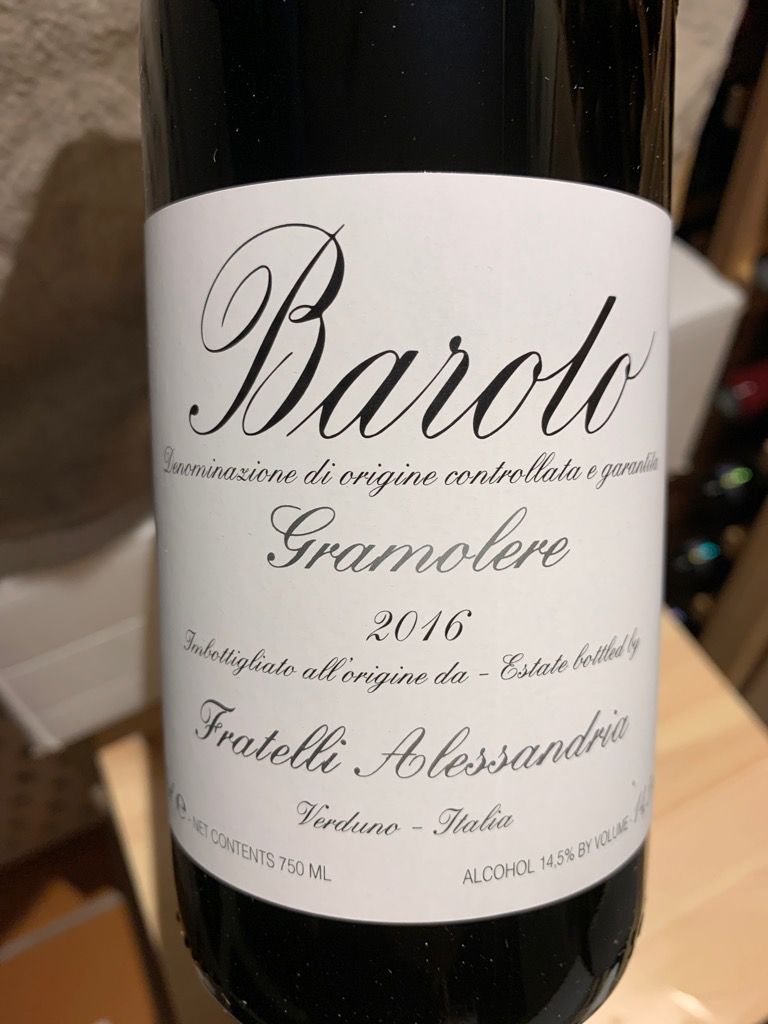 Barolo
Denominazione di origine controllata e garantita
Gramolere
2016
Imbottigliato all'origine da - Estate bottled by
Fratelli Alessandria
Verduno - Italia
e - NET CONTENTS 750 ML
ALCOHOL 14,5% BY VOLUME -